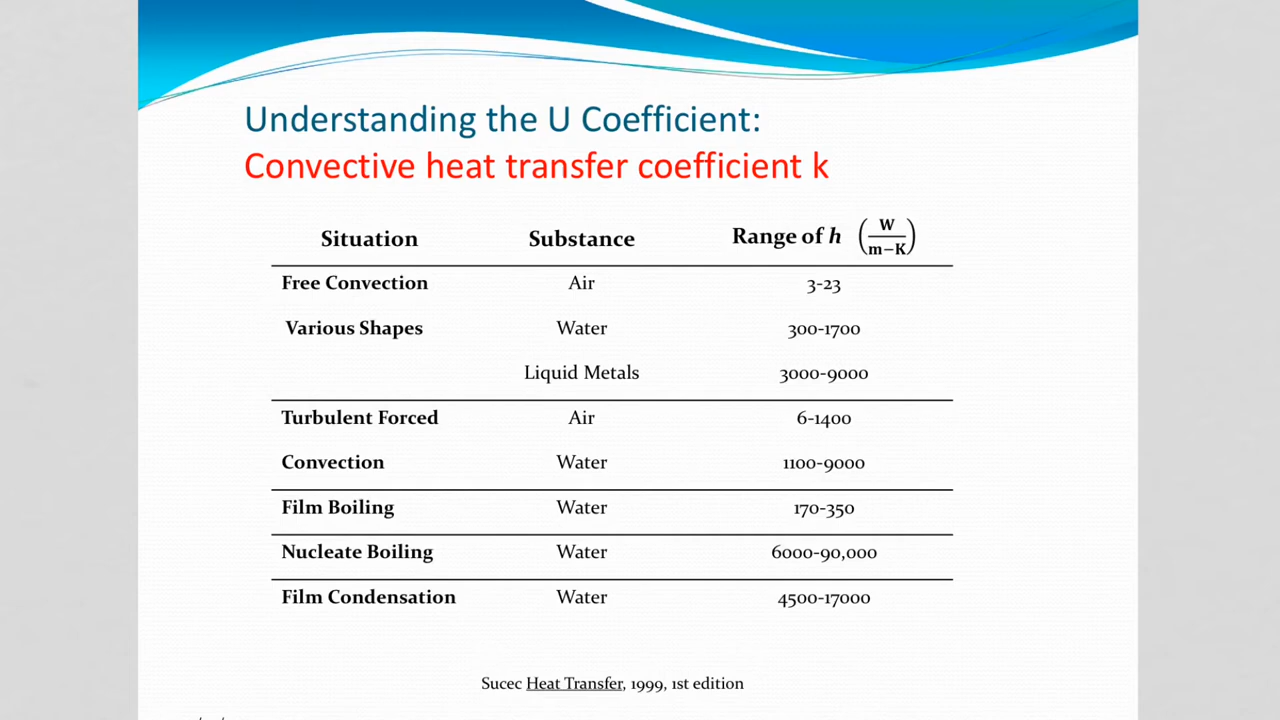 Understanding the U Coefficient:
Convective heat transfer coefficient k
Situation Substance Range of h (W/m−K)
Free Convection Air 3-23
Various Shapes Water 300-1700
Liquid Metals 3000-9000
Turbulent Forced Air 6-1400
Convection Water 1100-9000
Film Boiling Water 170-350
Nucleate Boiling Water 6000-90,000
Film Condensation Water 4500-17000
Sucec Heat Transfer, 1999, 1st edition